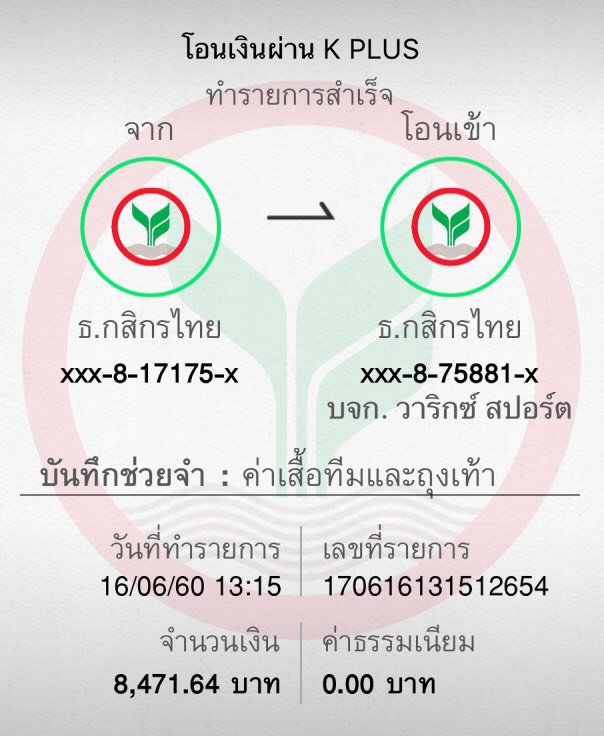 โอนเงินผ่าน K PLUS
ทำรายการสำเร็จ
จาก
โอนเข้า
ธ.กสิกรไทย
xxx-8-17175-x
ธ.กสิกรไทย
xxx-8-75881-x
บจก. วาริกซ์ สปอร์ต
บันทึกช่วยจำ : ค่าเสื้อทีมและถุงเท้า
วันที่ทำรายการ
16/06/60 13:15
เลขที่รายการ
170616131512654
จำนวนเงิน
8,471.64 บาท
ค่าธรรมเนียม
0.00 บาท